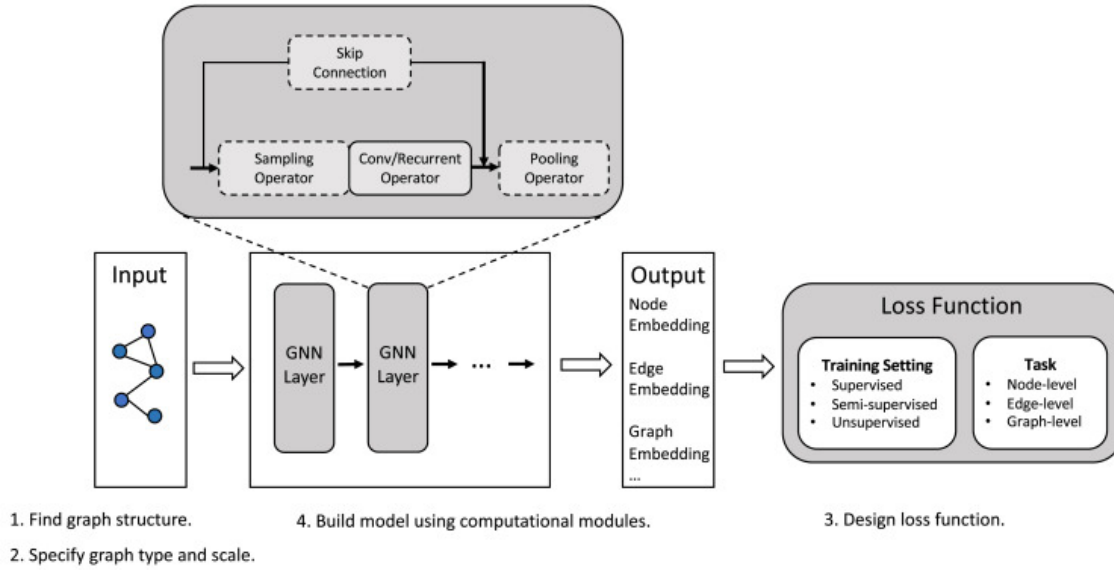 Skip
Connection
Sampling
Operator
Conv/Recurrent
Operator
Pooling
Operator
Input
GNN
Layer
GNN
Layer
...
Output
Node
Embedding
Edge
Embedding
Graph
Embedding
...
Loss Function
Training Setting
• Supervised
• Semi-supervised
• Unsupervised
Task
• Node-level
• Edge-level
• Graph-level
1. Find graph structure.
2. Specify graph type and scale.
4. Build model using computational modules.
3. Design loss function.